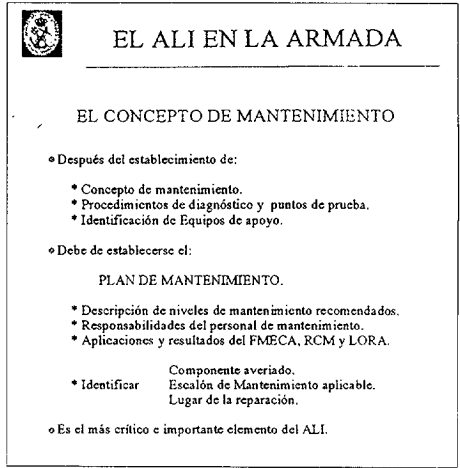 EL ALI EN LA ARMADA
EL CONCEPTO DE MANTENIMIENTO
Después del establecimiento de:
* Concepto de mantenimiento.
* Procedimientos de diagnóstico y puntos de prueba.
* Identificación de Equipos de apoyo.
Debe de establecerse el:
PLAN DE MANTENIMIENTO.
* Descripción de niveles de mantenimiento recomendados.
* Responsabilidades del personal de mantenimiento.
* Aplicaciones y resultados del FMECA, RCM y LORA.
Componente averiado.
* Identificar Escalón de Mantenimiento aplicable.
Lugar de la reparación.
Es el más crítico e importante elemento del ALI.